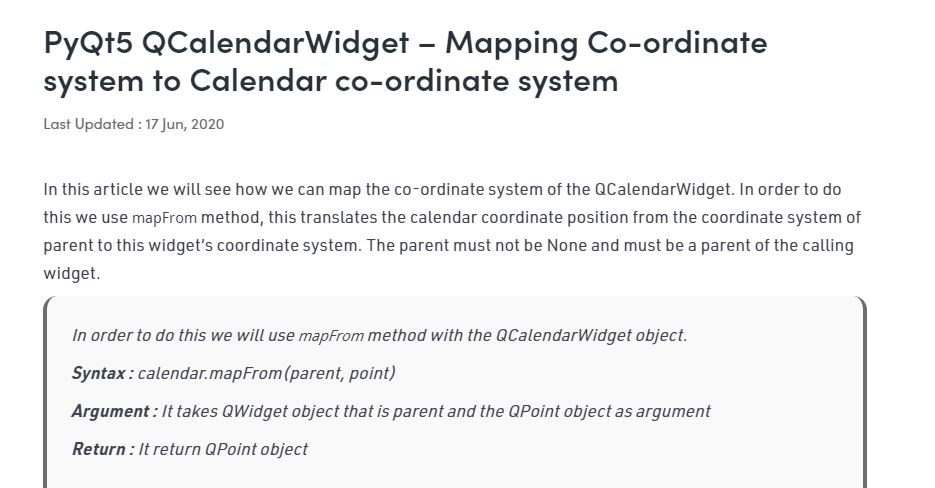 PyQt5 QCalendarWidget – Mapping Co-ordinate
system to Calendar co-ordinate system
Last Updated : 17 Jun, 2020
In this article we will see how we can map the co-ordinate system of the QCalendarWidget. In order to do
this we use mapFrom method, this translates the calendar coordinate position from the coordinate system of
parent to this widget’s coordinate system. The parent must not be None and must be a parent of the calling
widget.
In order to do this we will use mapFrom method with the QCalendarWidget object.
Syntax : calendar.mapFrom(parent, point)
Argument : It takes QWidget object that is parent and the QPoint object as argument
Return : It return QPoint object